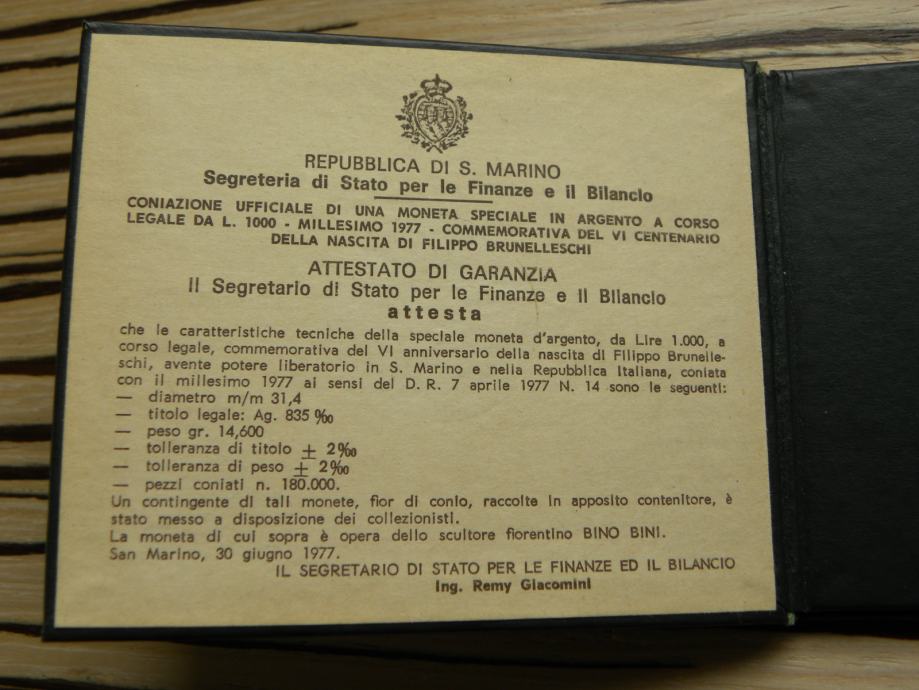 REPUBBLICA DI S. MARINO
Segreteria di Stato per le Finanze e il Bilancio
CONIAZIONE UFFICIALE DI UNA MONETA SPECIALE IN ARGENTO A CORSO
LEGALE DA L. 1000 - MILLESIMO 1977 - COMMEMORATIVA DEL VI CENTENARIO
DELLA NASCITA DI FILIPPO BRUNELLESCHI
ATTESTATO DI GARANZIA
Il Segretario di Stato per le Finanze e il Bilancio
attesta
che le caratteristiche tecniche della speciale moneta d'argento, da Lire 1.000, a
corso legale, commemorativa del VI anniversario della nascita di Filippo Brunelle-
schi, avente potere liberatorio in S. Marino e nella Repubblica Italiana, coniata
con il millesimo 1977 ai sensi del D. R. 7 aprile 1977 N. 14 sono le seguenti:
— diametro m/m 31,4
— titolo legale: Ag. 835 ‰
— peso gr. 14,600
— tolleranza di titolo ± 2‰
— tolleranza di peso ± 2‰
— pezzi coniati n. 180.000.
Un contingente di tali monete, fior di conio, raccolte in apposito contenitore, è
stato messo a disposizione dei collezionisti.
La moneta di cui sopra è opera dello scultore fiorentino BINO BINI.
San Marino, 30 giugno 1977.
IL SEGRETARIO DI STATO PER LE FINANZE ED IL BILANCIO
Ing. Remy Giacomini